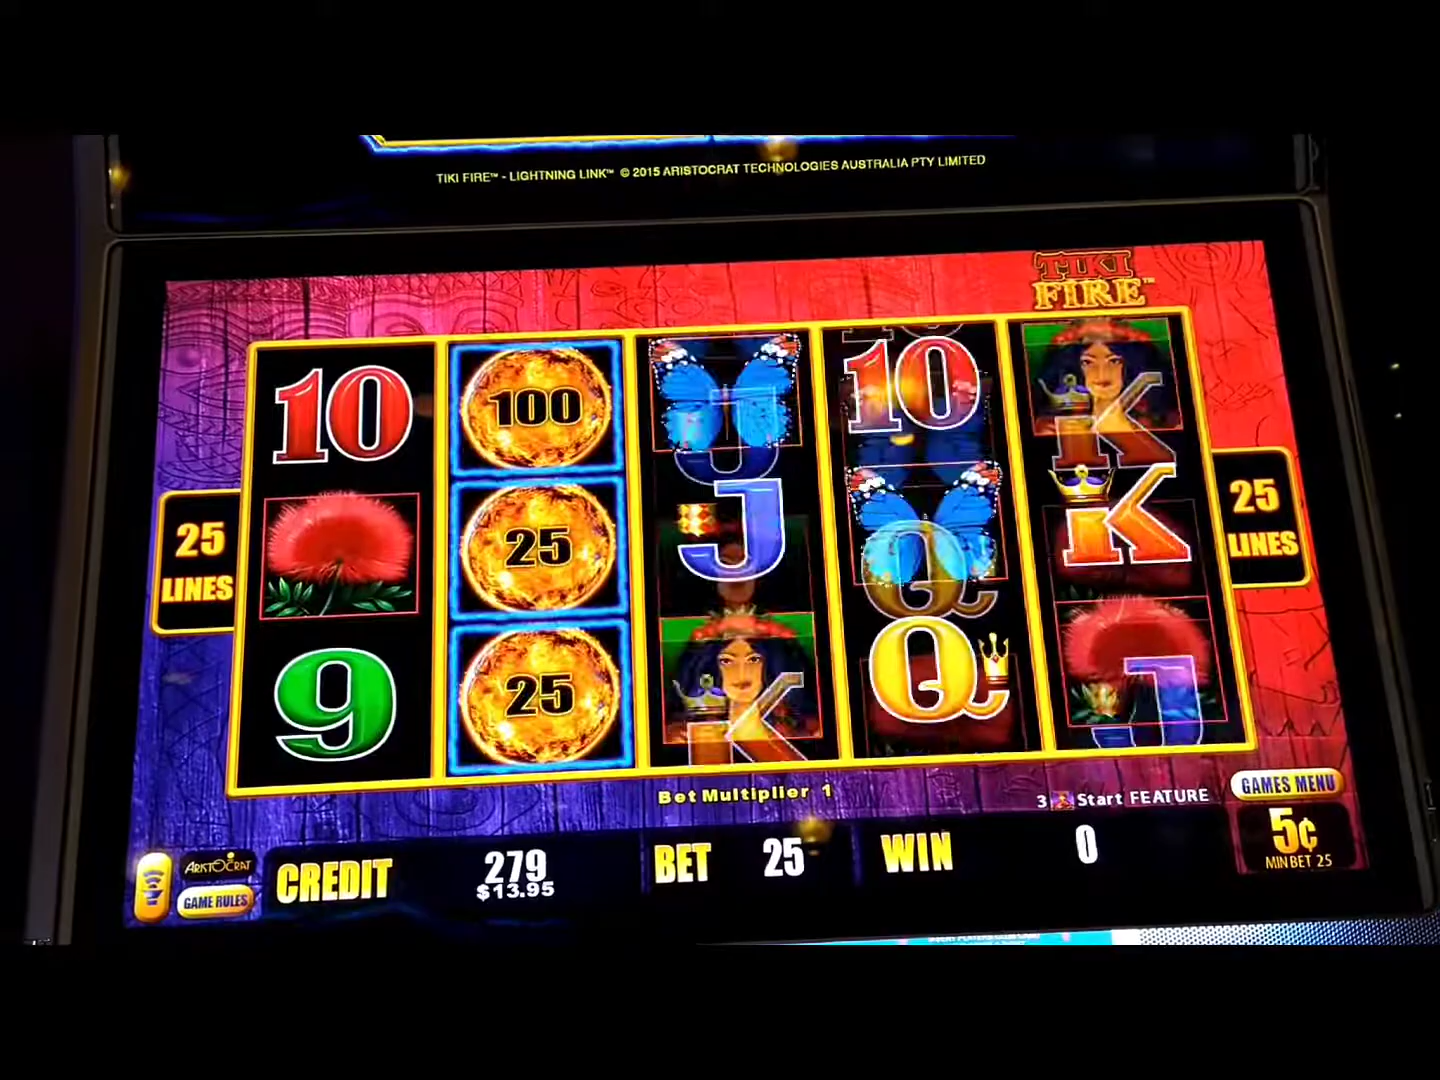 TIKI FIRE™ - LIGHTNING LINK™ © 2015 ARISTOCRAT TECHNOLOGIES AUSTRALIA PTY LIMITED
TIKI
FIRE™
10 100 J 10 K
25 LINES
25 J Q K
25 LINES
9 25 K Q J
Bet Multiplier 1
3 Start FEATURE
GAMES MENU
ARISTOCRAT
GAME RULES
CREDIT 279
$13.95
BET 25
WIN 0
5¢
MIN BET 25